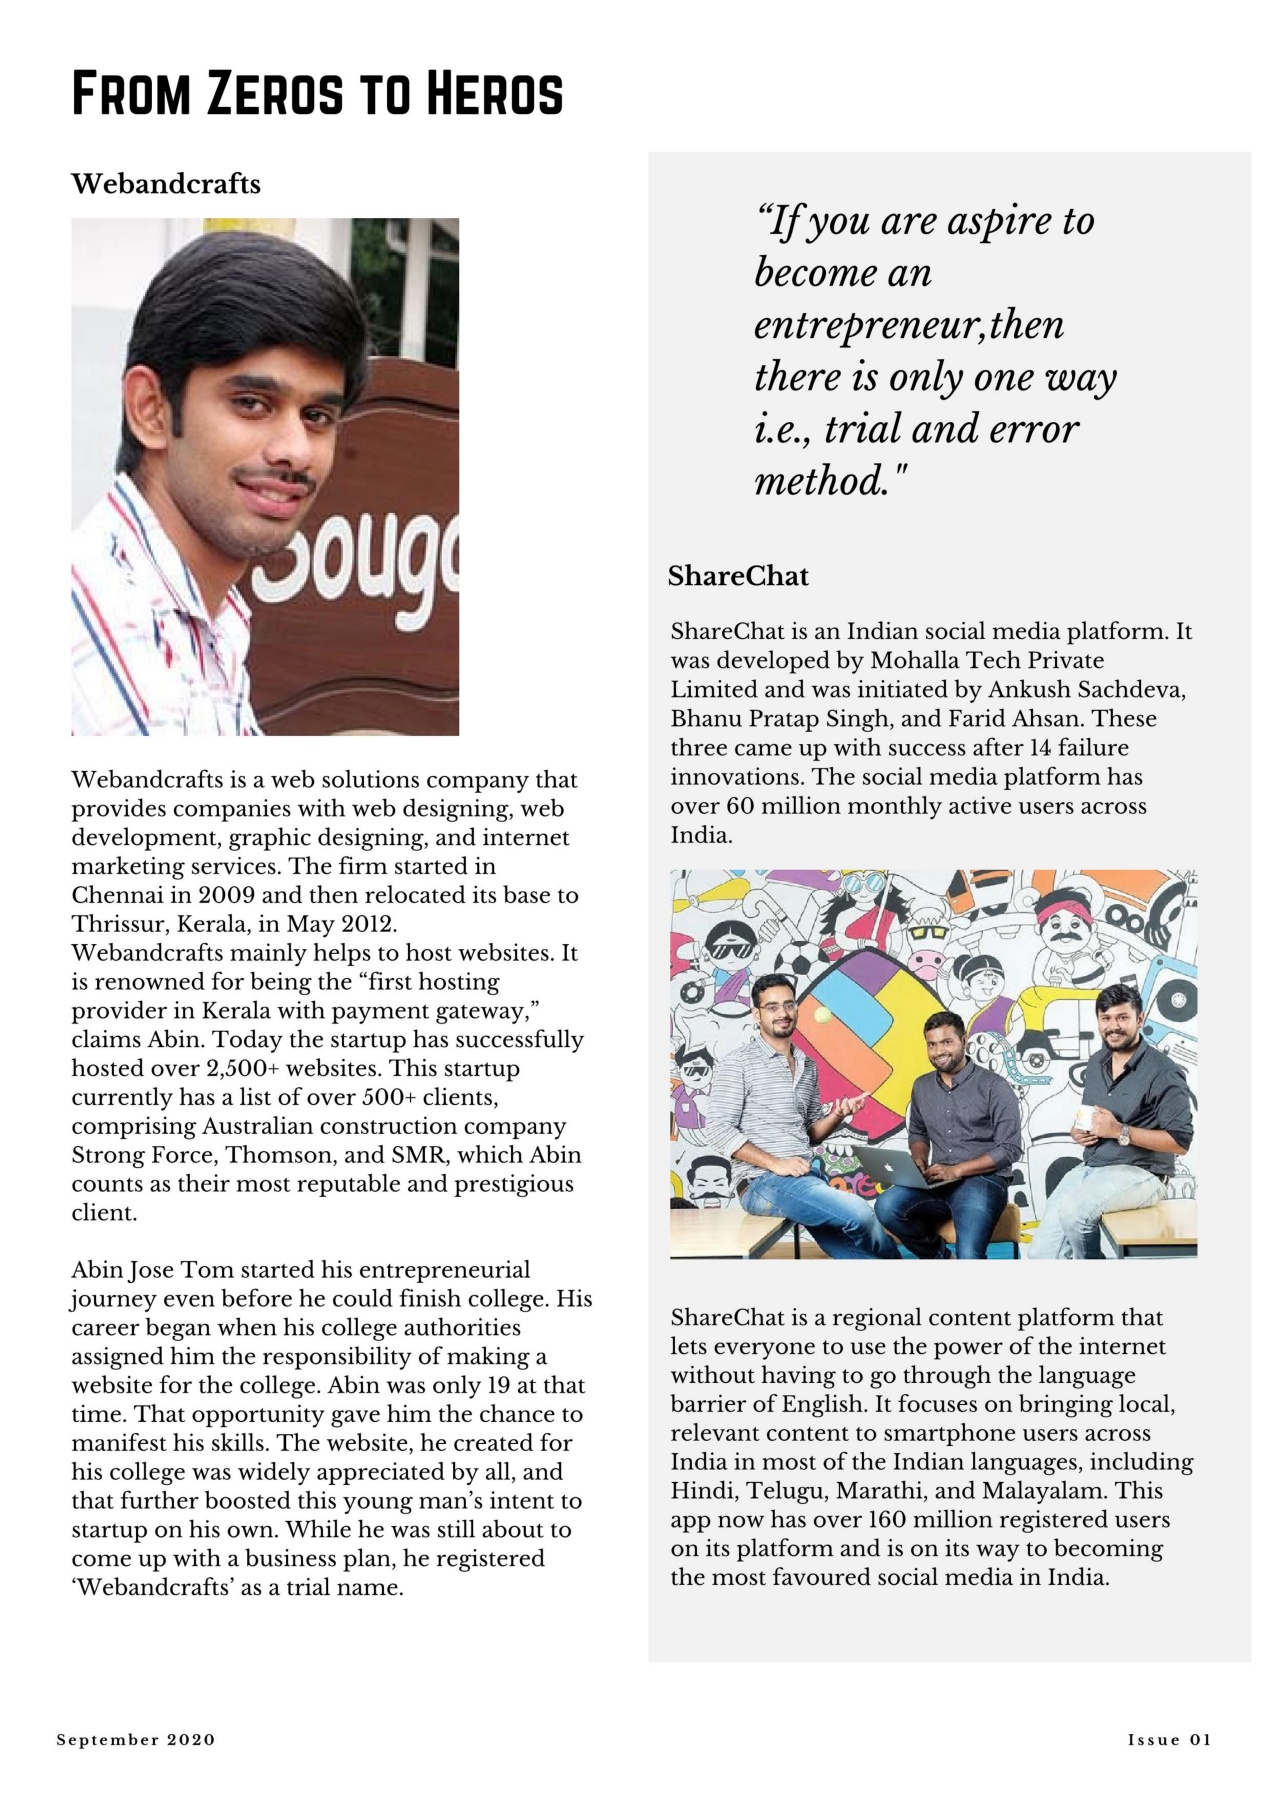 From Zeros to Heros
Webandcrafts
Soug
Webandcrafts is a web solutions company that
provides companies with web designing, web
development, graphic designing, and internet
marketing services. The firm started in
Chennai in 2009 and then relocated its base to
Thrissur, Kerala, in May 2012.
Webandcrafts mainly helps to host websites. It
is renowned for being the “first hosting
provider in Kerala with payment gateway,”
claims Abin. Today the startup has successfully
hosted over 2,500+ websites. This startup
currently has a list of over 500+ clients,
comprising Australian construction company
Strong Force, Thomson, and SMR, which Abin
counts as their most reputable and prestigious
client.
Abin Jose Tom started his entrepreneurial
journey even before he could finish college. His
career began when his college authorities
assigned him the responsibility of making a
website for the college. Abin was only 19 at that
time. That opportunity gave him the chance to
manifest his skills. The website, he created for
his college was widely appreciated by all, and
that further boosted this young man’s intent to
startup on his own. While he was still about to
come up with a business plan, he registered
‘Webandcrafts’ as a trial name.
“If you are aspire to
become an
entrepreneur,then
there is only one way
i.e., trial and error
method."
ShareChat
ShareChat is an Indian social media platform. It
was developed by Mohalla Tech Private
Limited and was initiated by Ankush Sachdeva,
Bhanu Pratap Singh, and Farid Ahsan. These
three came up with success after 14 failure
innovations. The social media platform has
over 60 million monthly active users across
India.
ShareChat is a regional content platform that
lets everyone to use the power of the internet
without having to go through the language
barrier of English. It focuses on bringing local,
relevant content to smartphone users across
India in most of the Indian languages, including
Hindi, Telugu, Marathi, and Malayalam. This
app now has over 160 million registered users
on its platform and is on its way to becoming
the most favoured social media in India.
September 2020
Issue 01